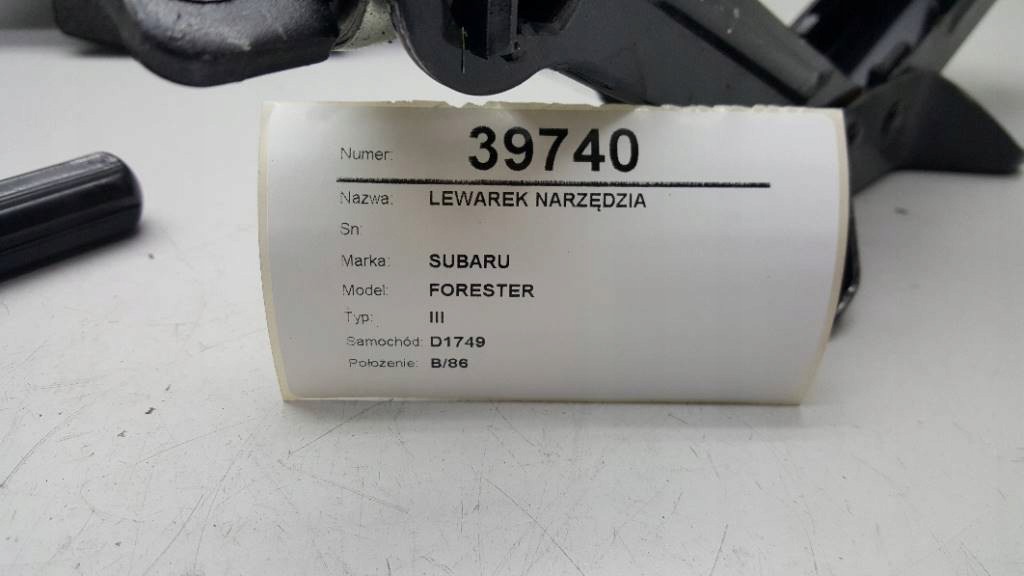 Numer: 39740
Nazwa: LEWAREK NARZĘDZIA
Sn:
Marka: SUBARU
Model: FORESTER
Typ: III
Samochód: D1749
Położenie: B/86